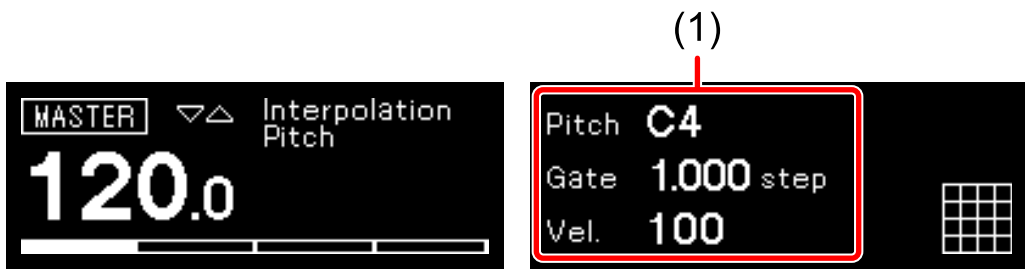 (1)
MASTER ▽△ Interpolation
Pitch
120.0
Pitch C4
Gate 1.000 step
Vel. 100